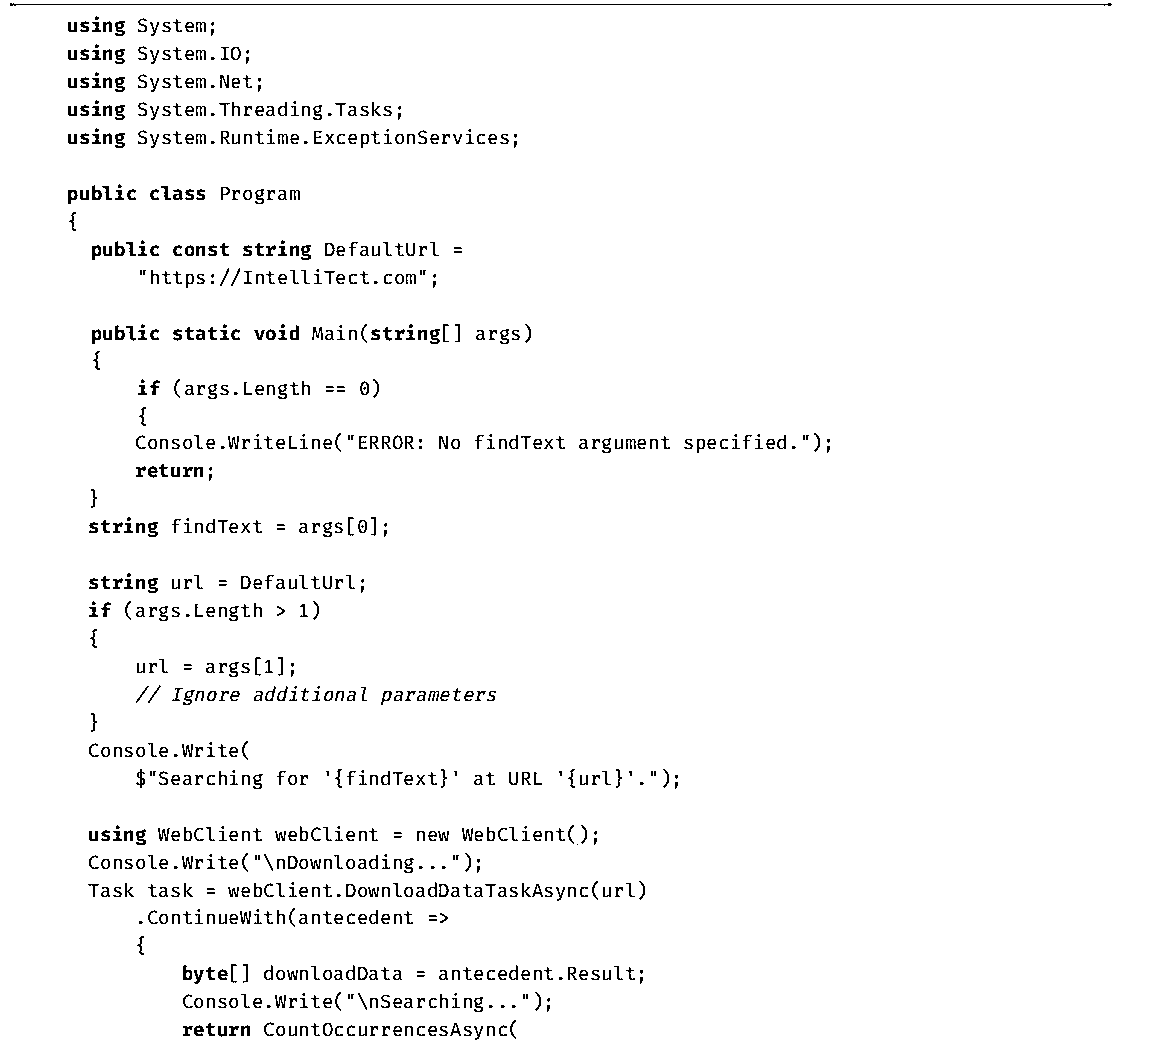 using System;
using System.IO;
using System.Net;
using System.Threading.Tasks;
using System.Runtime.ExceptionServices;
public class Program
{
public const string DefaultUrl =
"https://IntelliTect.com";
public static void Main(string[] args)
{
if (args.Length == 0)
{
Console.WriteLine("ERROR: No findText argument specified.");
return;
}
string findText = args[0];
string url = DefaultUrl;
if (args.Length > 1)
{
url = args[1];
// Ignore additional parameters
}
Console.Write(
$"Searching for '{findText}' at URL '{url}'.");
using WebClient webClient = new WebClient();
Console.Write("\nDownloading...");
Task task = webClient.DownloadDataTaskAsync(url)
.ContinueWith(antecedent =>
{
byte[] downloadData = antecedent.Result;
Console.Write("\nSearching...");
return CountOccurrencesAsync(